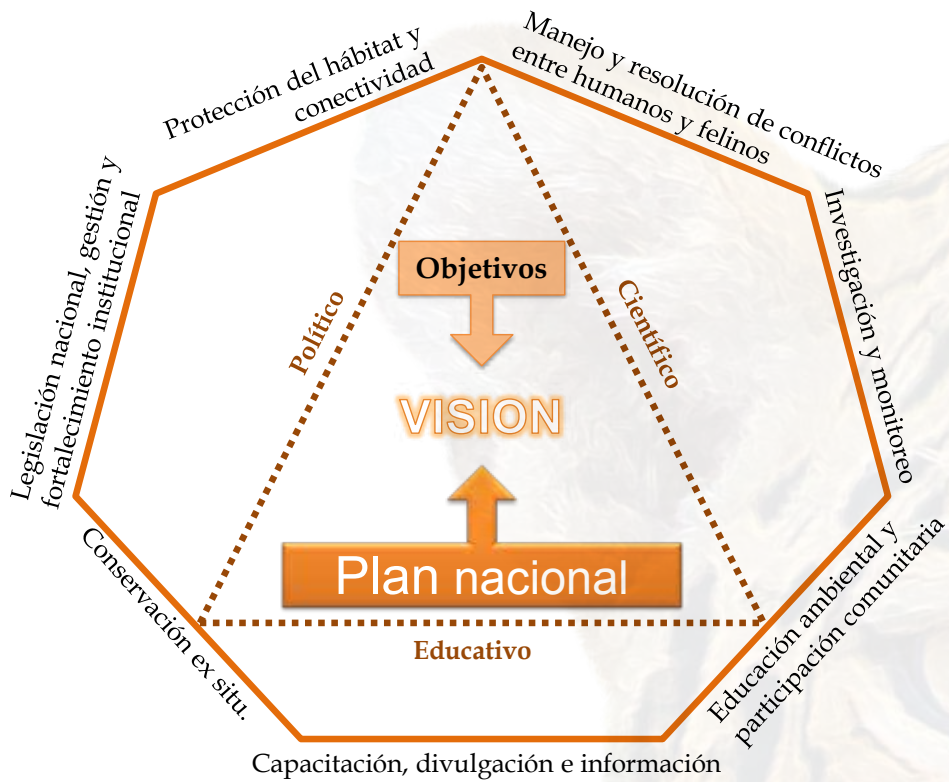 Protección del hábitat y
conectividad
Manejo y resolución de conflictos
entre humanos y felinos
Legislación nacional, gestión y
fortalecimiento institucional
Investigación y monitoreo
Objetivos
Político
Científico
VISION
Plan nacional
Educativo
Conservación ex situ.
Educación ambiental y
participación comunitaria
Capacitación, divulgación e información